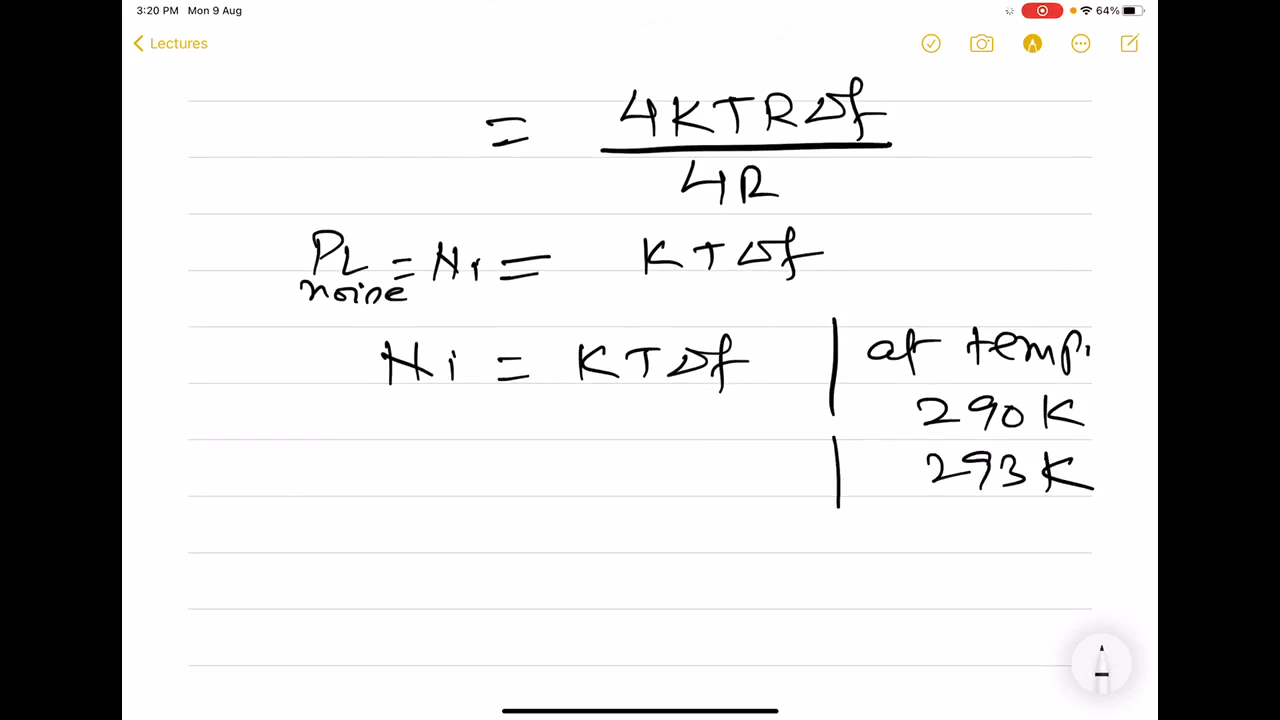 3:20 PM Mon 9 Aug 64%
Lectures
= 4KTRΔf
4R
PL noise = Ni = KTΔf
Ni = KTΔf | at temp.
290K
| 293K